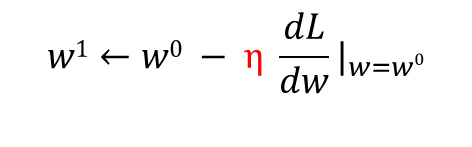 w¹ ← w⁰ − η dL/dw |w=w⁰